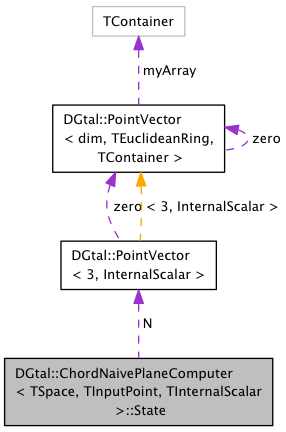 TContainer
myArray
DGtal::PointVector
< dim, TEuclideanRing,
TContainer >
zero
zero < 3, InternalScalar >
DGtal::PointVector
< 3, InternalScalar >
N
DGtal::ChordNaivePlaneComputer
< TSpace, TInputPoint, TInternalScalar
>::State